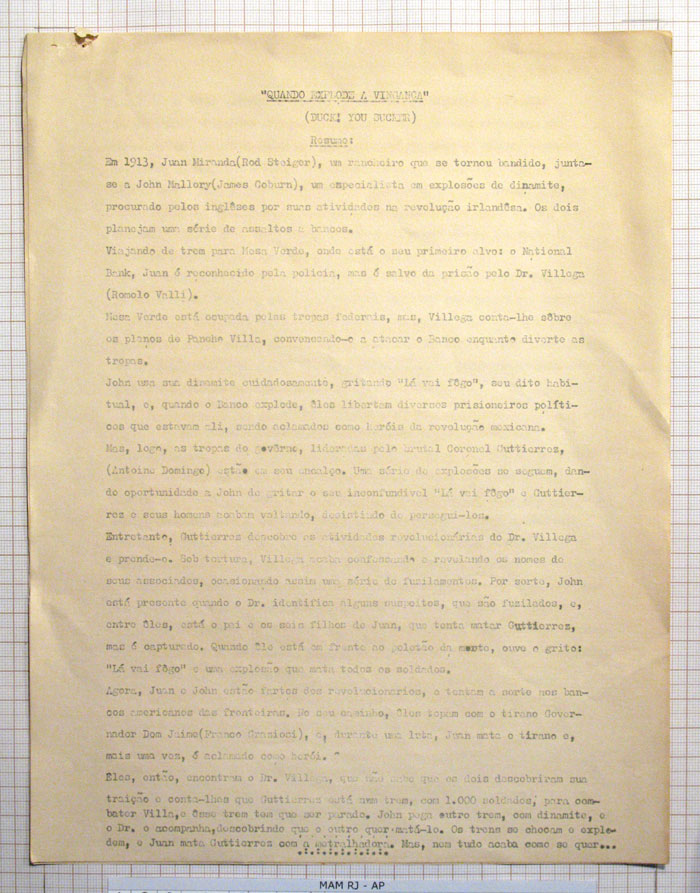 "QUANDO EXPLODE A VINGANÇA"
(DUCK! YOU SUCKER)
Resumo:
Em 1913, Juan Miranda(Rod Steiger), um rancheiro que se tornou bandido, junta-
se a John Mallory(James Coburn), um especialista em explosões de dinamite,
procurado pelos inglêses por suas atividades na revolução irlandêsa. Os dois
planejam uma série de assaltos a bancos.
Viajando de trem para Mesa Verde, onde está o seu primeiro alvo: o National
Bank, Juan é reconhecido pela policia, mas é salvo da prisão pelo Dr. Villega
(Romolo Valli).
Mesa Verde está ocupada pelas tropas federais, mas, Villega conta-lhe sôbre
os planos de Pancho Villa, convencendo-o a atacar o Banco enquanto diverte as
tropas.
John usa sua dinamite cuidadosamente, gritando "Lá vai fôgo", seu dito habi-
tual, e, quando o Banco explode, êles libertam diversos prisioneiros políti-
cos que estavam ali, sendo aclamados como heróis da revolução mexicana.
Mas, logo, as tropas do govêrno, lideradas pelo brutal Coronel Guttierrez,
(Antoine Domingo) estão em seu encalço. Uma série de explosões se seguem, dan-
do oportunidade a John de gritar o seu inconfundível "Lá vai fôgo" e Guttier-
rez e seus homens acabam voltando, desistindo de persegui-los.
Entretanto, Guttierrez descobre as atividades revolucionárias do Dr. Villega
e prende-o. Sob tortura, Villega acaba confessando e revelando os nomes de
seus associados, ocasionando assim uma série de fuzilamentos. Por sorte, John
está presente quando o Dr. identifica alguns suspeitos, que são fuzilados, e,
entre êles, está o pai e os seis filhos de Juan, que tenta matar Guttierrez,
mas é capturado. Quando êle está em frente ao pelotão da morte, ouve o grito:
"Lá vai fôgo" e uma explosão que mata todos os soldados.
Agora, Juan e John estão fartos dos revolucionarios, e tentam a sorte nos ban-
cos americanos das fronteiras. No seu caminho, êles topam com o tirano Gover-
nador Dom Jaime(Franco Graziosi), e, durante uma luta, Juan mata o tirano e,
mais uma vez, é aclamado como herói.
Êles, então, encontram o Dr. Villega, que não sabe que os dois descobriram sua
traição e conta-lhes que Guttierrez está num trem, com 1.000 soldados, para com-
bater Villa,e êsse trem tem que ser parado. John pega outro trem, com dinamite, e
o Dr. o acompanha,descobrindo que o outro quer matá-lo. Os trens se chocam e explo-
dem, e Juan mata Guttierrez com a metralhadora. Mas, nem tudo acaba como se quer...
MAM RJ - AP